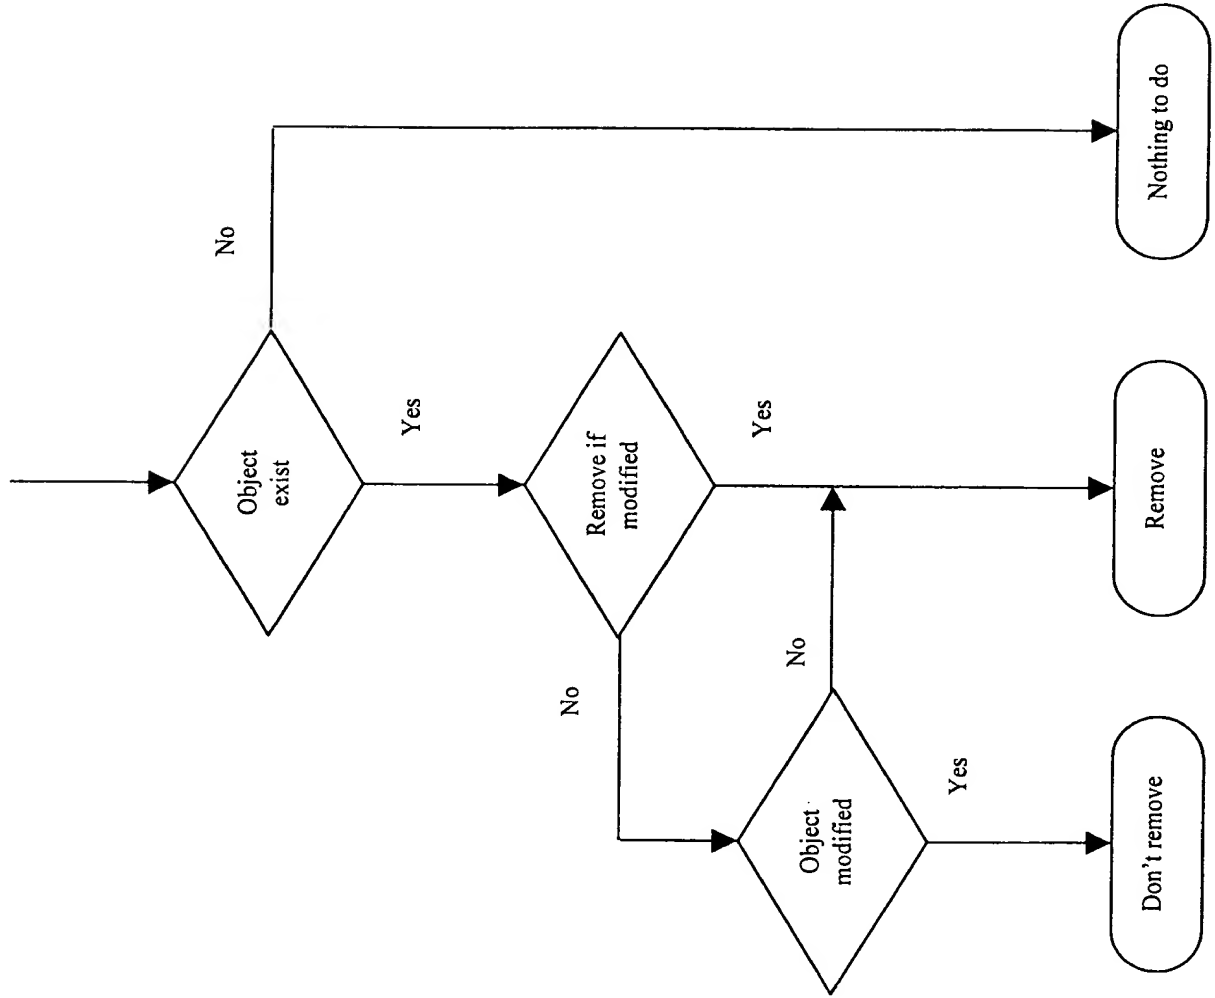 Object
exist
No
Yes
Remove if
modified
No
Yes
Object
modified
No
Yes
Don't remove
Remove
Nothing to do